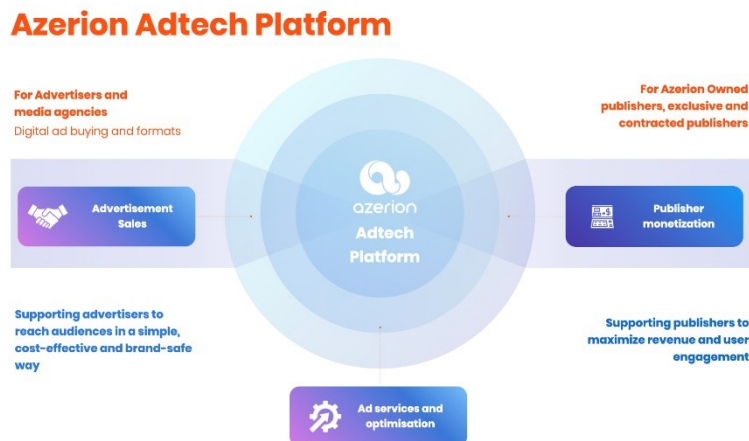 Azerion Adtech Platform
For Advertisers and
media agencies
Digital ad buying and formats
For Azerion Owned
publishers, exclusive and
contracted publishers
Advertisement
Sales
azerion
Adtech
Platform
Publisher
monetization
Supporting advertisers to
reach audiences in a simple,
cost-effective and brand-safe
way
Supporting publishers to
maximize revenue and user
engagement
Ad services and
optimisation